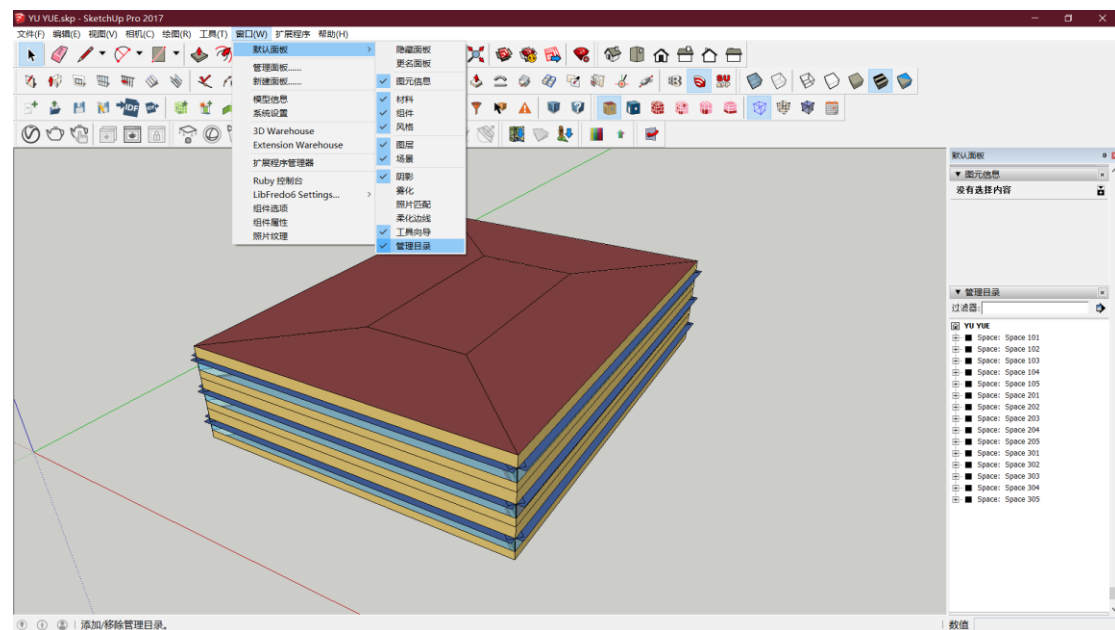 YU YUE.skp - SketchUp Pro 2017
文件(F) 编辑(E) 视图(V) 相机(C) 绘图(R) 工具(T) 窗口(W) 扩展程序 帮助(H)
默认面板
管理面板......
新建面板......
模型信息
系统设置
3D Warehouse
Extension Warehouse
扩展程序管理器
Ruby 控制台
LibFredo6 Settings...
组件选项
组件属性
照片纹理
隐藏面板
更名面板
图元信息
材料
组件
风格
图层
场景
阴影
雾化
照片匹配
柔化边线
工具向导
管理目录
IDF
默认面板
图元信息
没有选择内容
管理目录
过滤器:
YU YUE
Space: Space 101
Space: Space 102
Space: Space 103
Space: Space 104
Space: Space 105
Space: Space 201
Space: Space 202
Space: Space 203
Space: Space 204
Space: Space 205
Space: Space 301
Space: Space 302
Space: Space 303
Space: Space 304
Space: Space 305
添加/移除管理目录。
数值